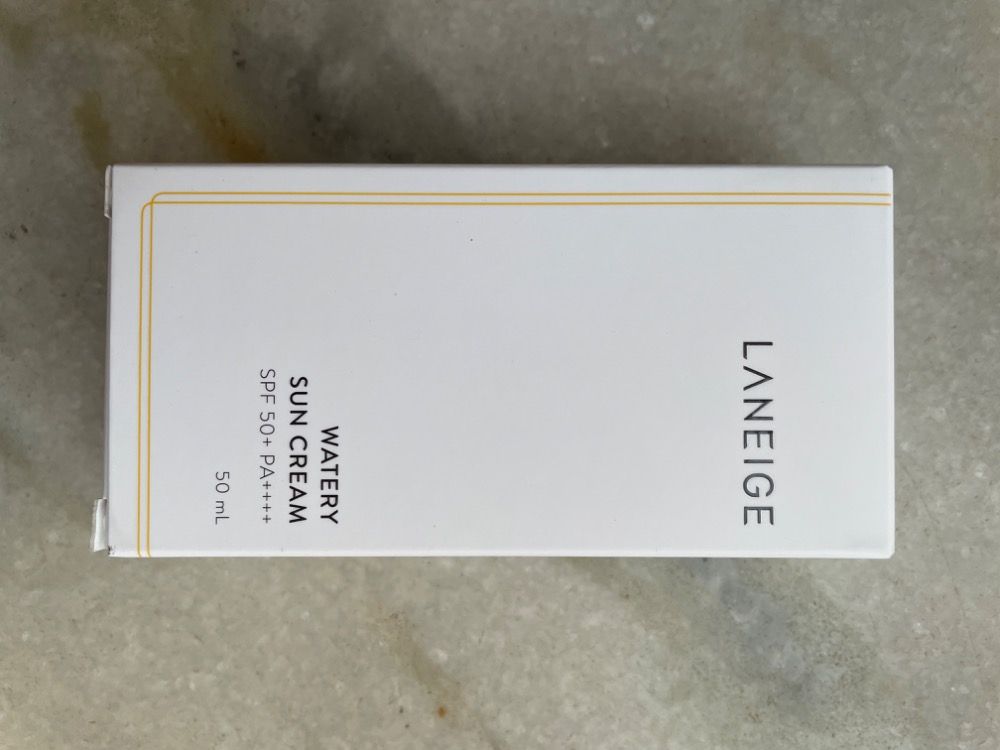 LANEIGE
WATERY
SUN CREAM
SPF 50+ PA++++
50 mL